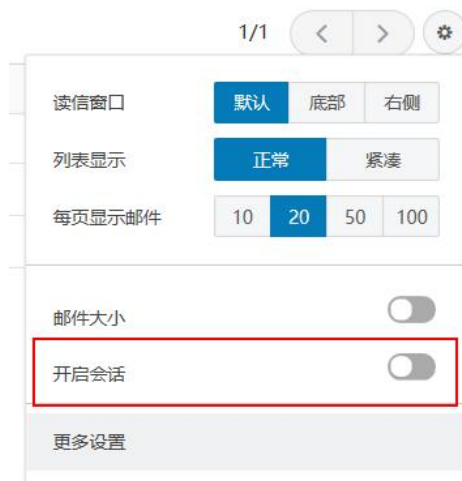 1/1
读信窗口 默认 底部 右侧
列表显示 正常 紧凑
每页显示邮件 10 20 50 100
邮件大小
开启会话
更多设置